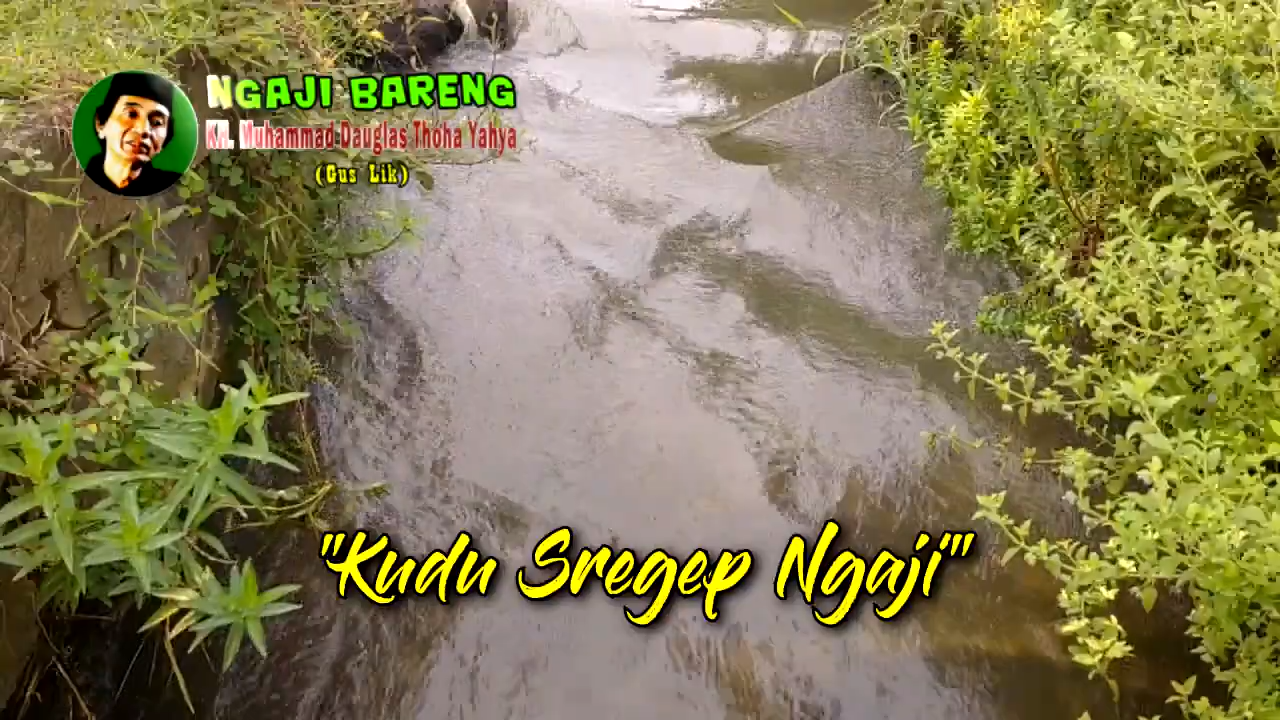 NGAJI BARENG
KH. Muhammad Dauglas Thoha Yahya
(Gus Lik)
"Kudu Sregep Ngaji"